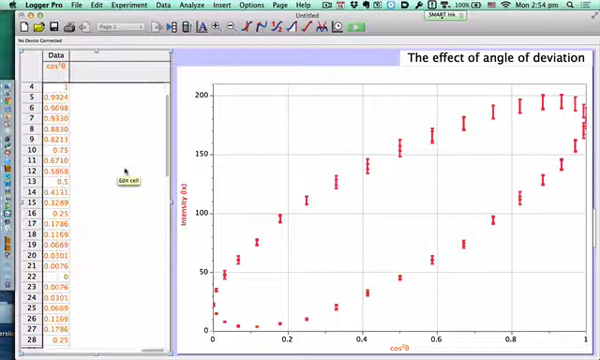 Logger Pro File Edit Experiment Data Analyze Insert Options Page Help 100% Mon 2:54 pm
Untitled
SMART Ink
Page 1
No Device Connected
Data
cos²θ
4 1
5 0.9924
6 0.9698
7 0.9330
8 0.8830
9 0.8213
10 0.75
11 0.6710
12 0.5868
13 0.5
14 0.4131
15 0.3289
16 0.25
17 0.1786
18 0.1169
19 0.0669
20 0.0301
21 0.0076
22 0
23 0.0076
24 0.0301
25 0.0669
26 0.1169
27 0.1786
28 0.25
Edit cell
The effect of angle of deviation
Intensity (lx)
200
150
100
50
0
0 0.2 0.4 0.6 0.8 1
cos²θ